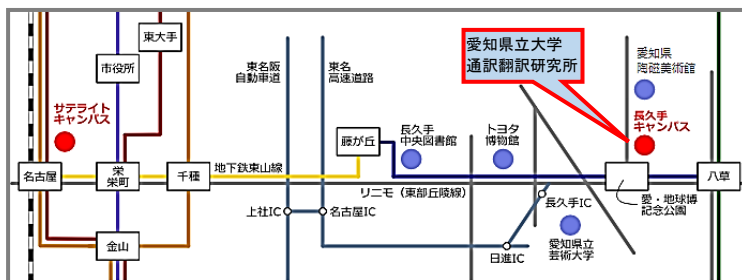 愛知県立大学
通訳翻訳研究所
東大手
市役所
東名阪
自動車道
東名
高速道路
愛知県
陶磁美術館
サテライト
キャンパス
長久手
キャンパス
藤が丘
長久手
中央図書館
トヨタ
博物館
名古屋
栄
栄町
千種
地下鉄東山線
八草
リニモ（東部丘陵線）
愛・地球博
記念公園
長久手IC
上社IC
名古屋IC
愛知県立
芸術大学
金山
日進IC